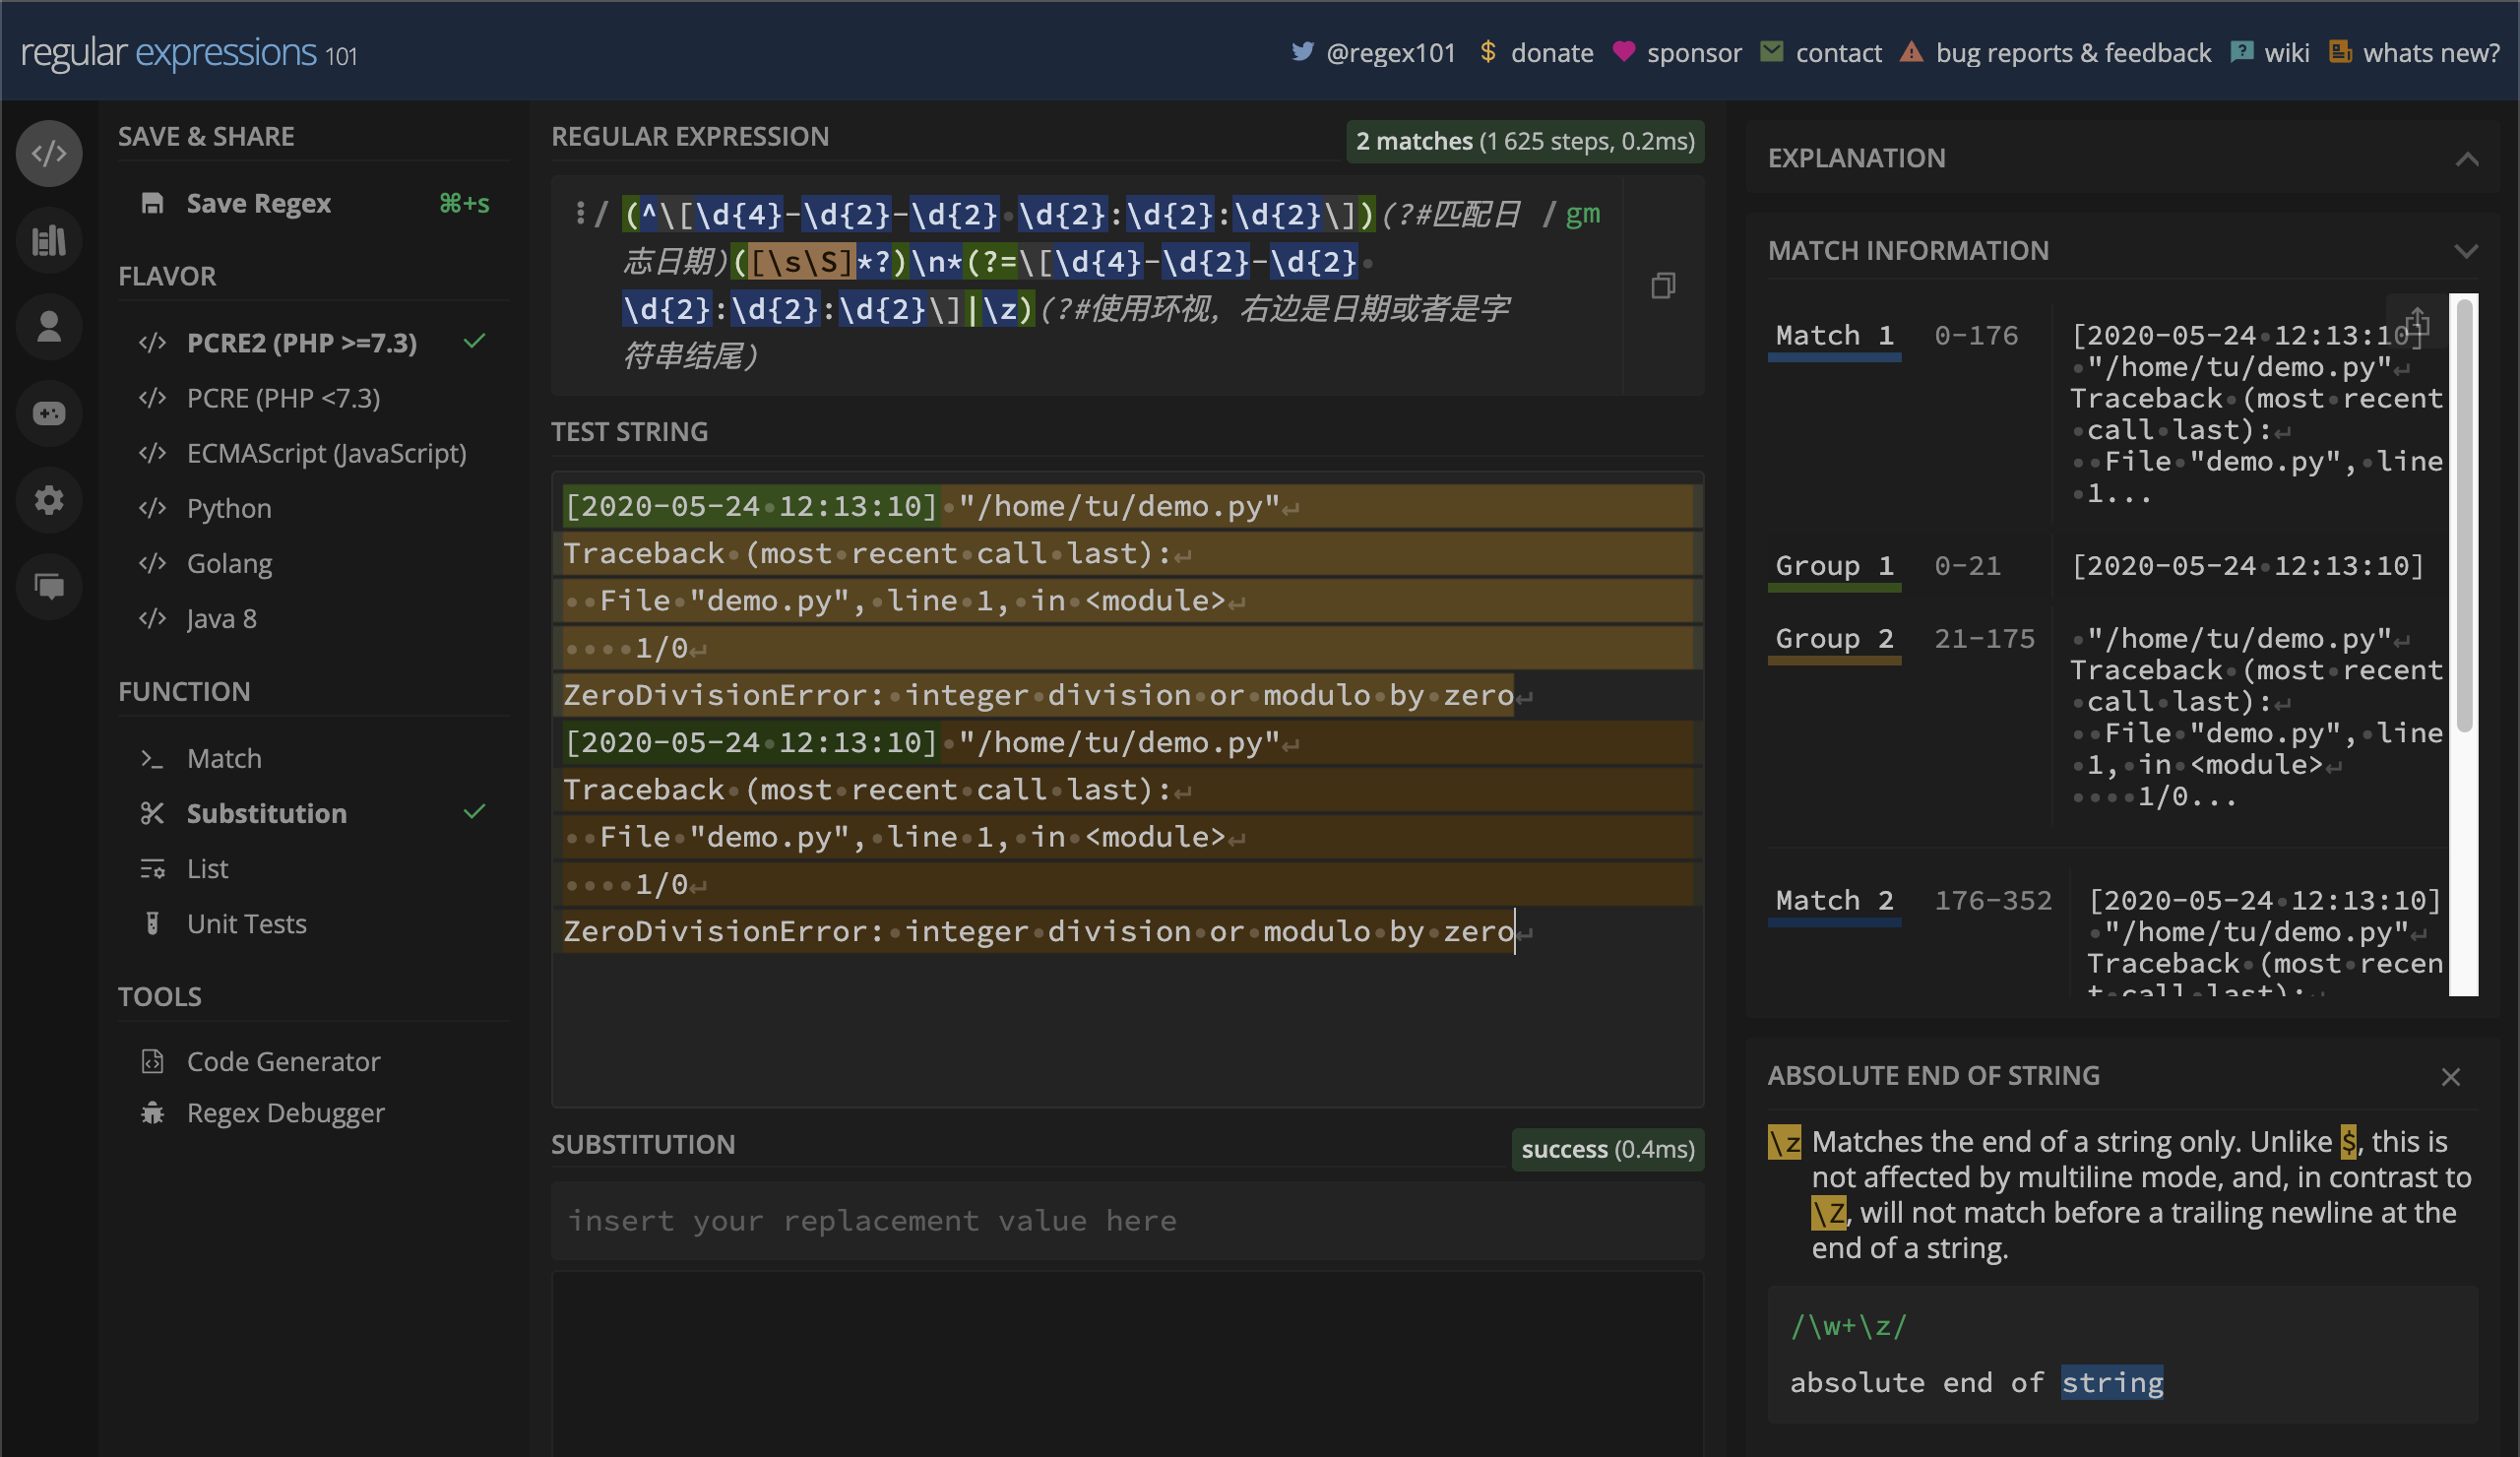 regular expressions 101
@regex101 donate sponsor contact bug reports & feedback wiki whats new?
SAVE & SHARE
Save Regex ⌘+s
FLAVOR
PCRE2 (PHP >=7.3)
PCRE (PHP <7.3)
ECMAScript (JavaScript)
Python
Golang
Java 8
FUNCTION
Match
Substitution
List
Unit Tests
TOOLS
Code Generator
Regex Debugger
REGULAR EXPRESSION
2 matches (1 625 steps, 0.2ms)
/ (^\[\d{4}-\d{2}-\d{2} \d{2}:\d{2}:\d{2}\])(?#匹配日 / gm
志日期)([\s\S]*?)\n*(?=\[\d{4}-\d{2}-\d{2}
\d{2}:\d{2}:\d{2}\]|\z)(?#使用环视，右边是日期或者是字
符串结尾)
TEST STRING
[2020-05-24 12:13:10] "/home/tu/demo.py"
Traceback (most recent call last):
  File "demo.py", line 1, in <module>
    1/0
ZeroDivisionError: integer division or modulo by zero
[2020-05-24 12:13:10] "/home/tu/demo.py"
Traceback (most recent call last):
  File "demo.py", line 1, in <module>
    1/0
ZeroDivisionError: integer division or modulo by zero
SUBSTITUTION
success (0.4ms)
insert your replacement value here
EXPLANATION
MATCH INFORMATION
Match 1 0-176 [2020-05-24 12:13:10]
 "/home/tu/demo.py"
Traceback (most recent
 call last):
  File "demo.py", line
 1...
Group 1 0-21 [2020-05-24 12:13:10]
Group 2 21-175 "/home/tu/demo.py"
Traceback (most recent
 call last):
  File "demo.py", line
 1, in <module>
    1/0...
Match 2 176-352 [2020-05-24 12:13:10]
 "/home/tu/demo.py"
Traceback (most recen
t call last):
ABSOLUTE END OF STRING
\z Matches the end of a string only. Unlike $, this is
not affected by multiline mode, and, in contrast to
\Z, will not match before a trailing newline at the
end of a string.
/\w+\z/
absolute end of string